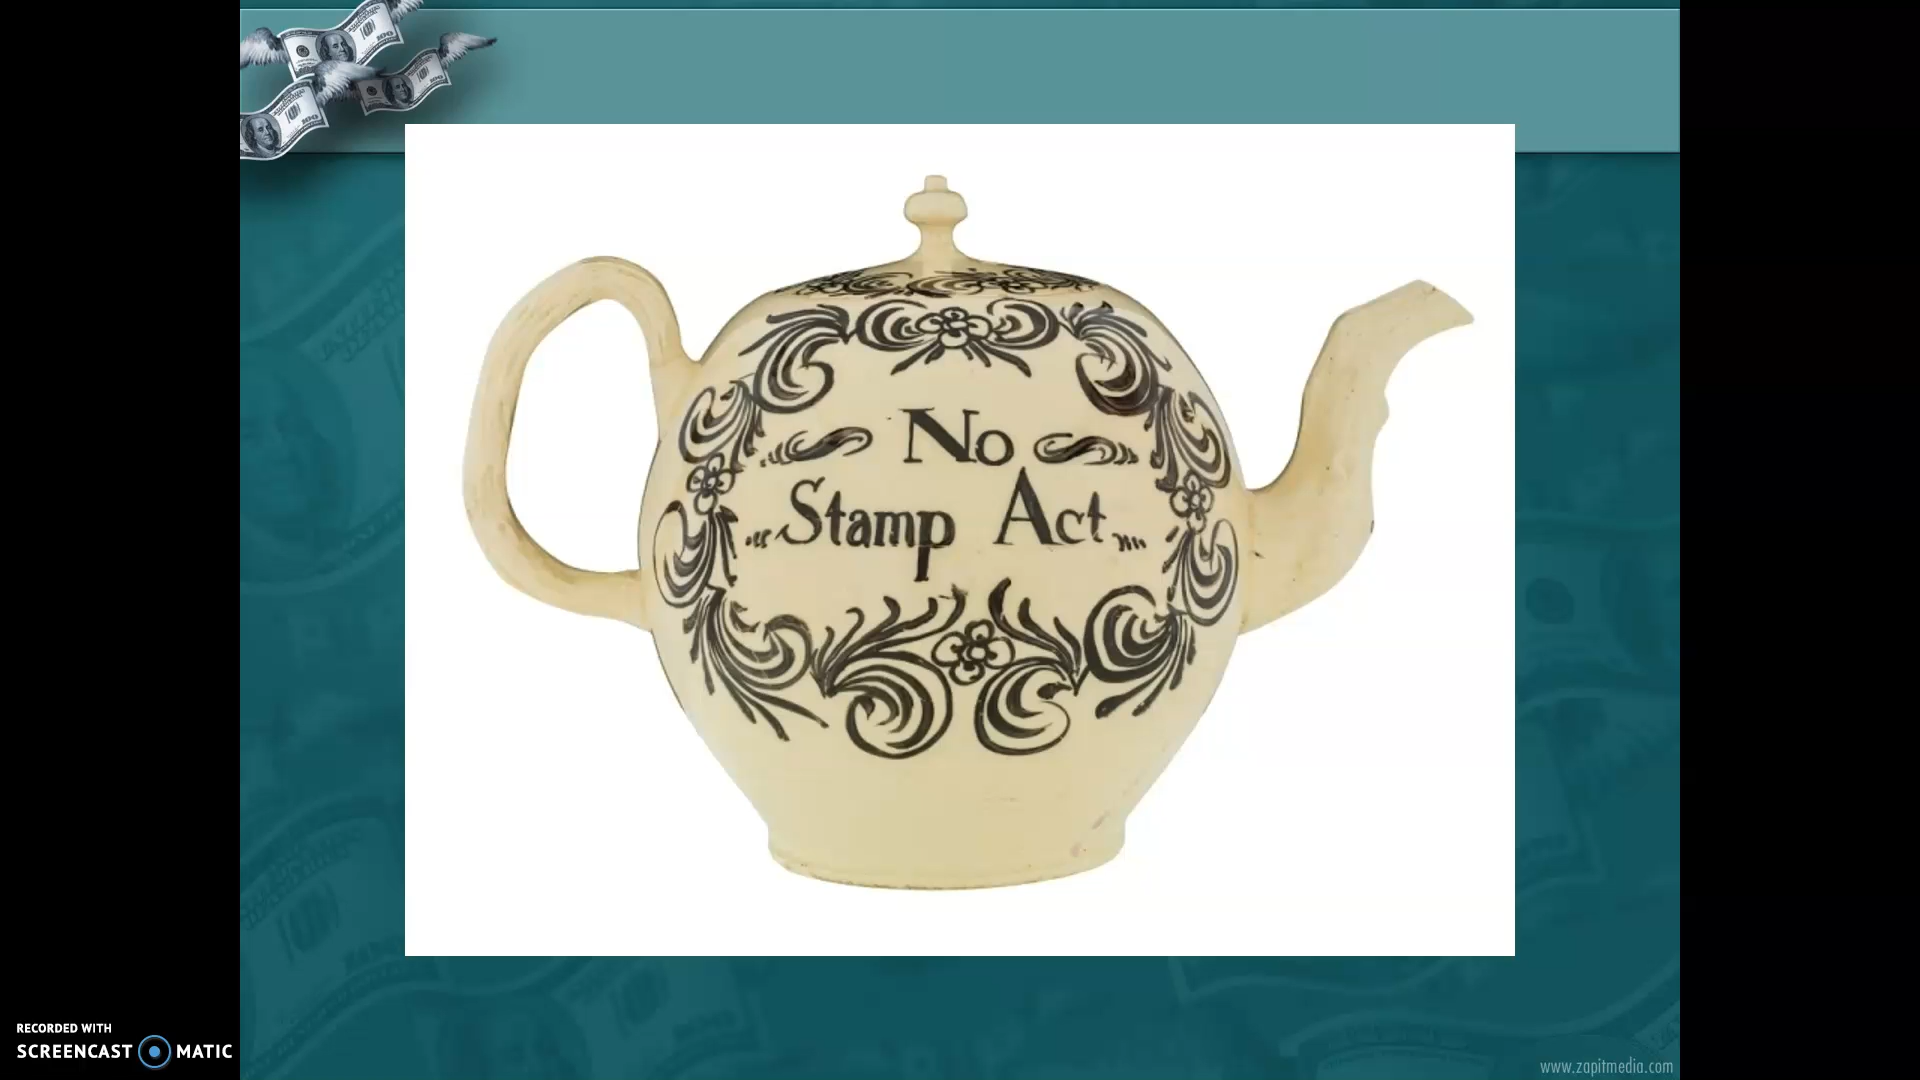 No
Stamp Act
RECORDED WITH
SCREENCAST MATIC
www.zapitmedia.com